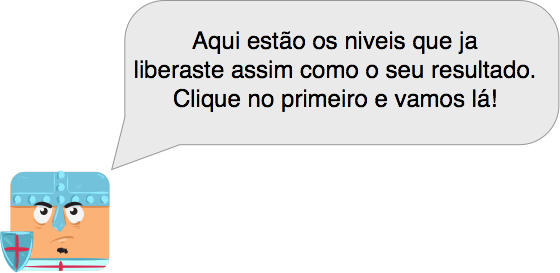 Aqui estão os niveis que ja
liberaste assim como o seu resultado.
Clique no primeiro e vamos lá!